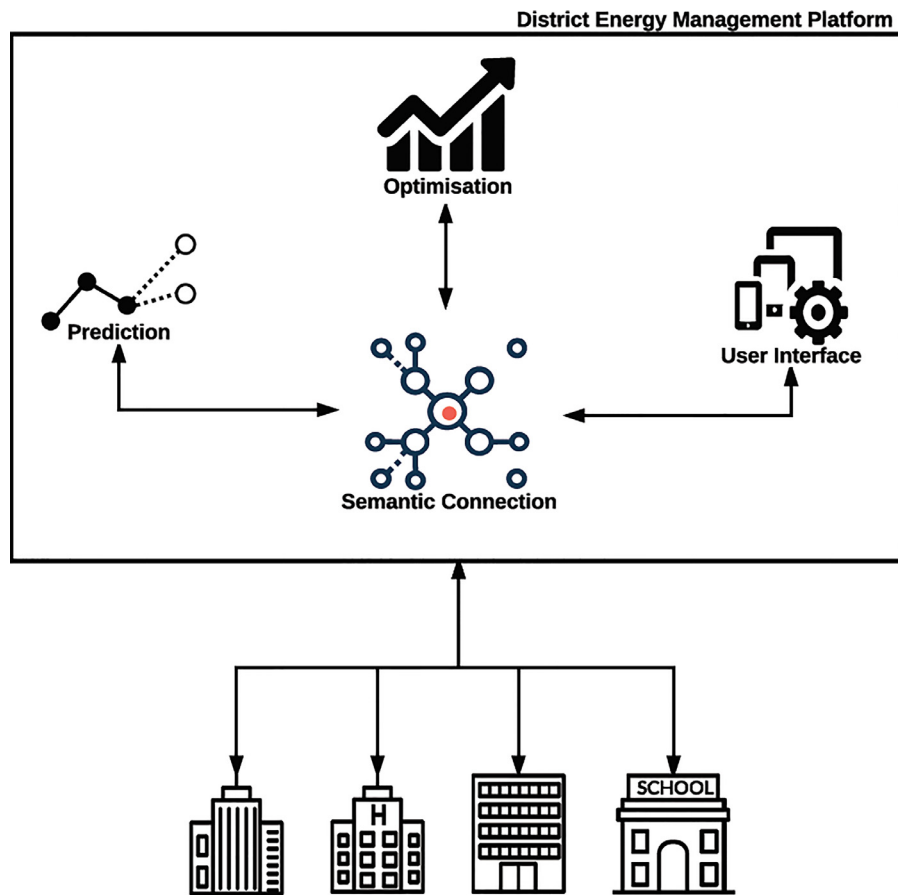 District Energy Management Platform
Optimisation
Prediction
User Interface
Semantic Connection
H
SCHOOL